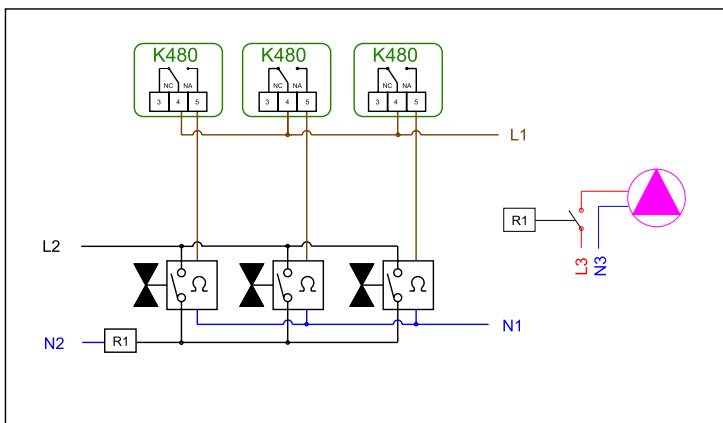 K480 K480 K480
NC NA NC NA NC NA
3 4 5 3 4 5 3 4 5
L1
R1
L2
L3 N3
Ω Ω Ω
N1
N2 R1